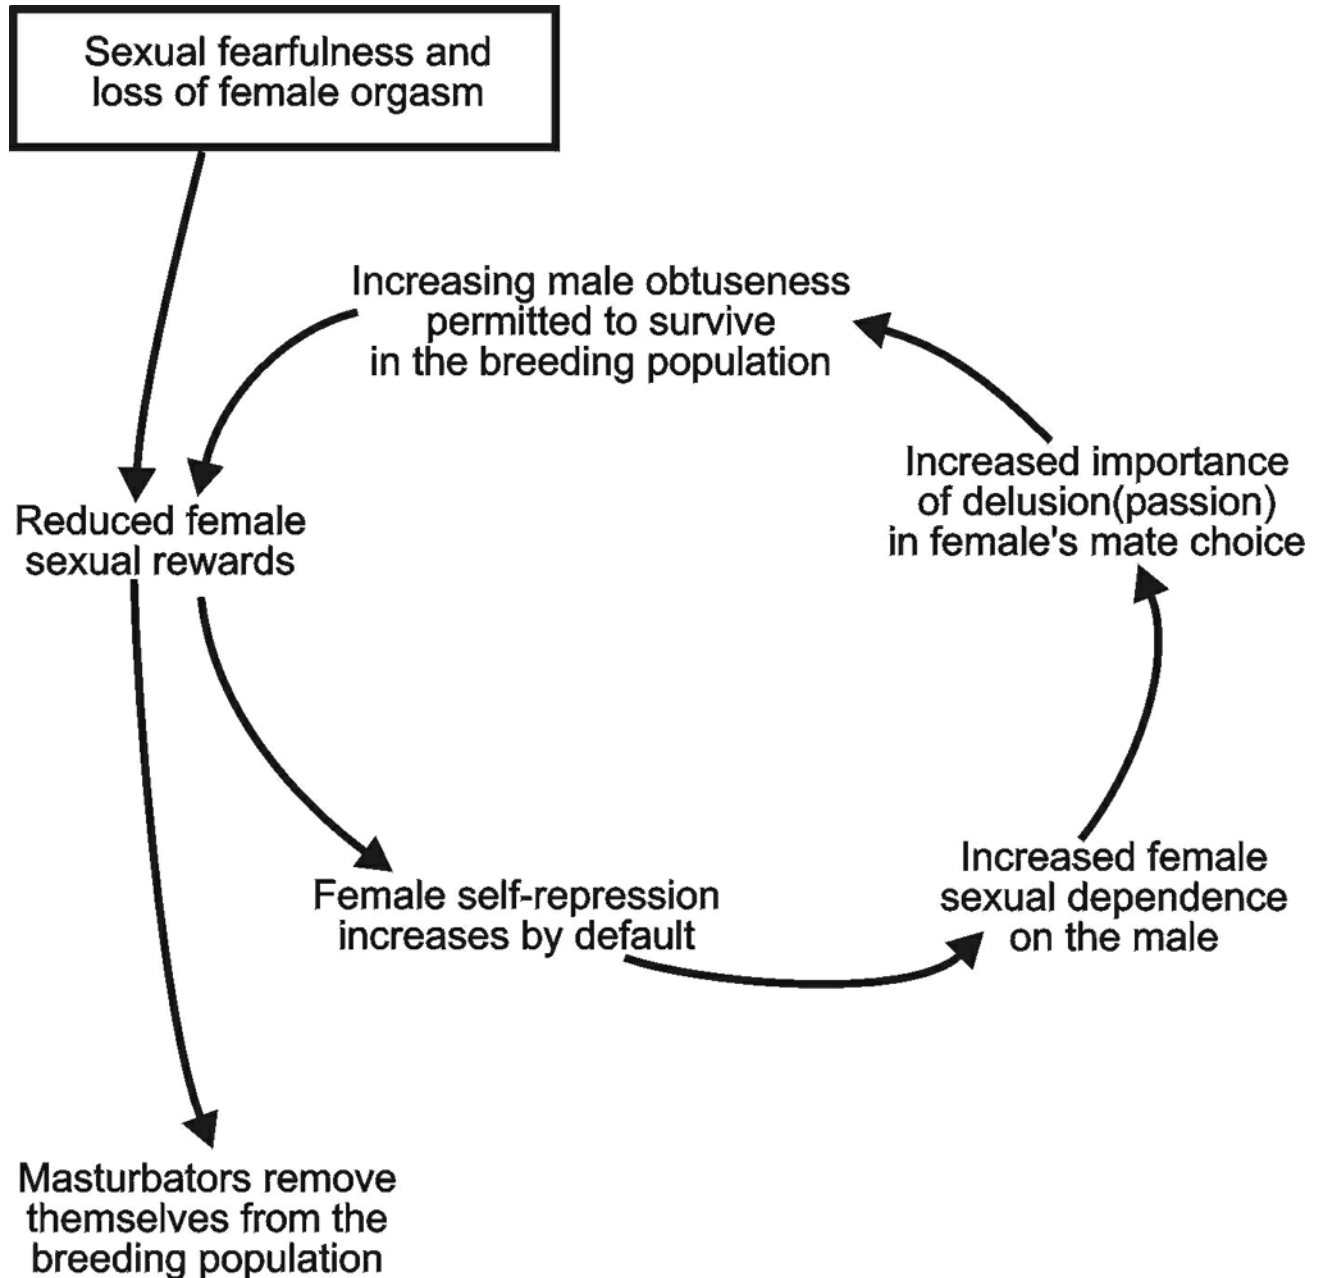 Sexual fearfulness and
loss of female orgasm
Increasing male obtuseness
permitted to survive
in the breeding population
Increased importance
of delusion(passion)
in female's mate choice
Reduced female
sexual rewards
Female self-repression
increases by default
Increased female
sexual dependence
on the male
Masturbators remove
themselves from the
breeding population